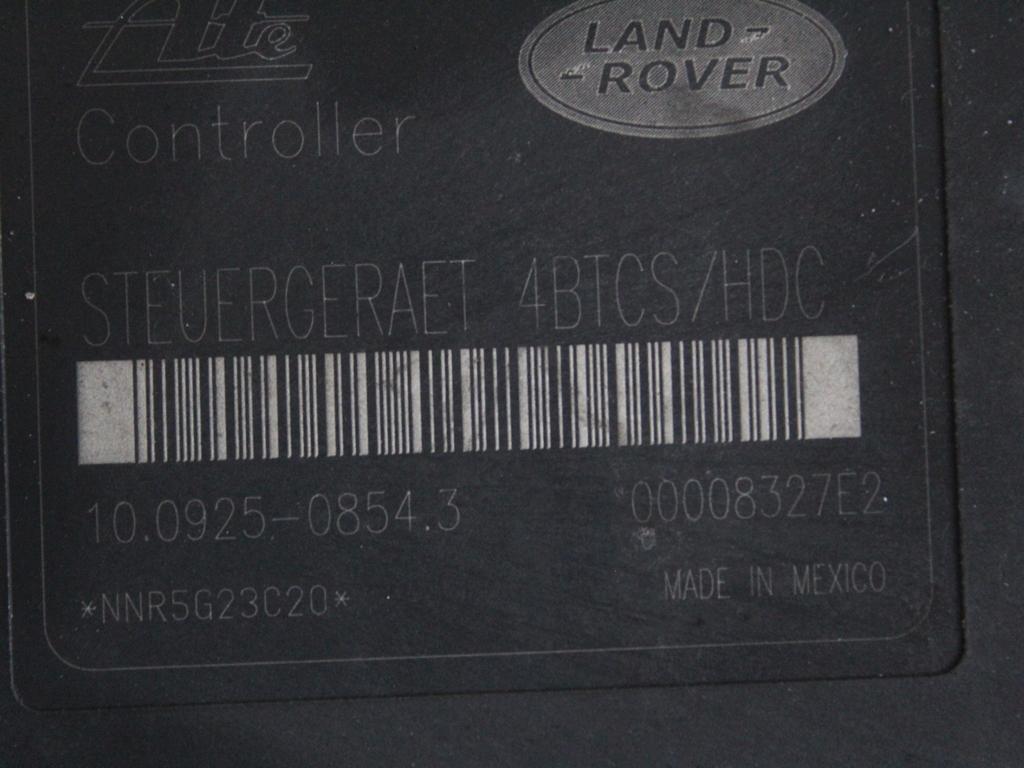 Ate
LAND-
-ROVER
Controller
STEUERGERAET 4BTCS/HDC
10.0925-0854.3
00008327E2
*NNR5G23C20*
MADE IN MEXICO